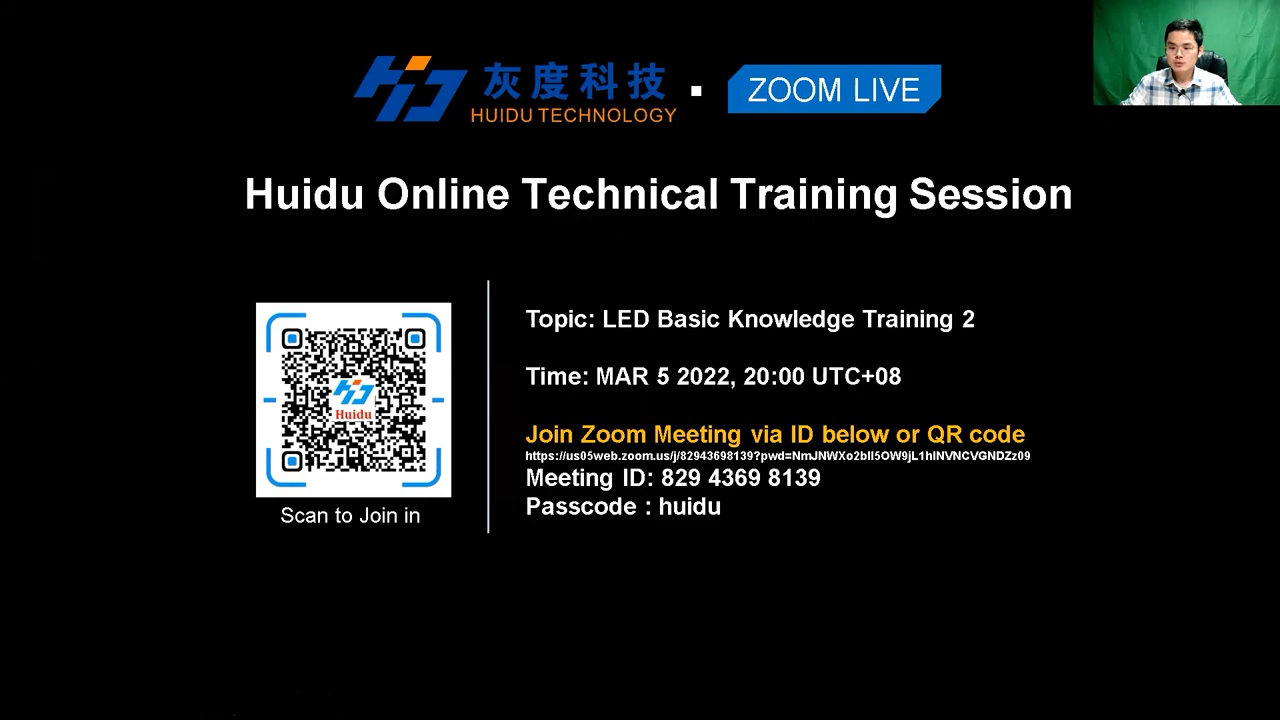 灰度科技
HUIDU TECHNOLOGY
ZOOM LIVE
Huidu Online Technical Training Session
Huidu
Scan to Join in
Topic: LED Basic Knowledge Training 2
Time: MAR 5 2022, 20:00 UTC+08
Join Zoom Meeting via ID below or QR code
https://us05web.zoom.us/j/82943698139?pwd=NmJNWXo2blI5OW9jL1hlNVNCVGNDZz09
Meeting ID: 829 4369 8139
Passcode : huidu